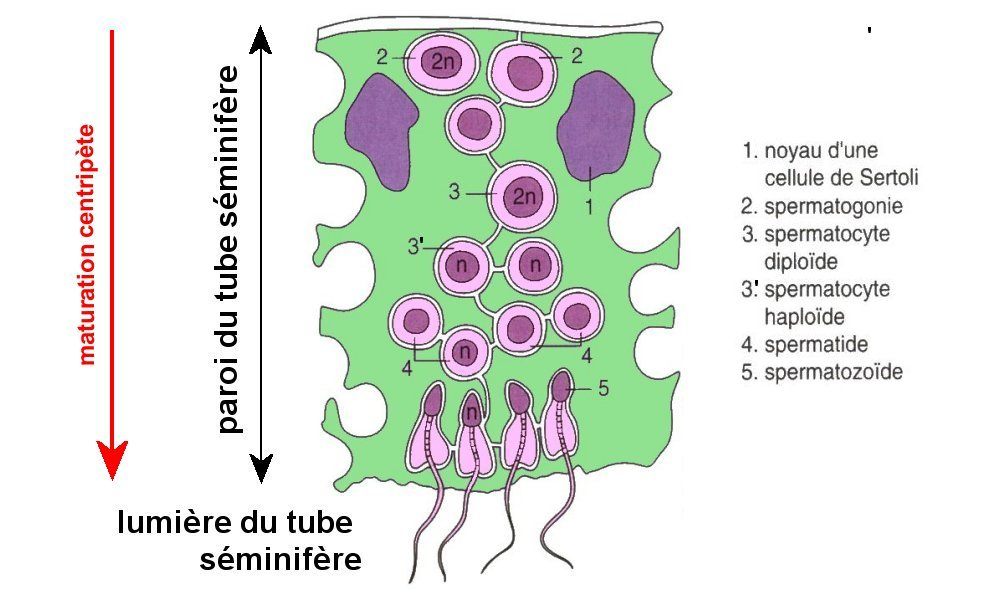 maturation centripète
paroi du tube séminifère
lumière du tube
séminifère
2
2n
2
3
2n
1
3'
n
n
4
n
4
5
n
1. noyau d'une
cellule de Sertoli
2. spermatogonie
3. spermatocyte
diploïde
3' spermatocyte
haploïde
4. spermatide
5. spermatozoïde